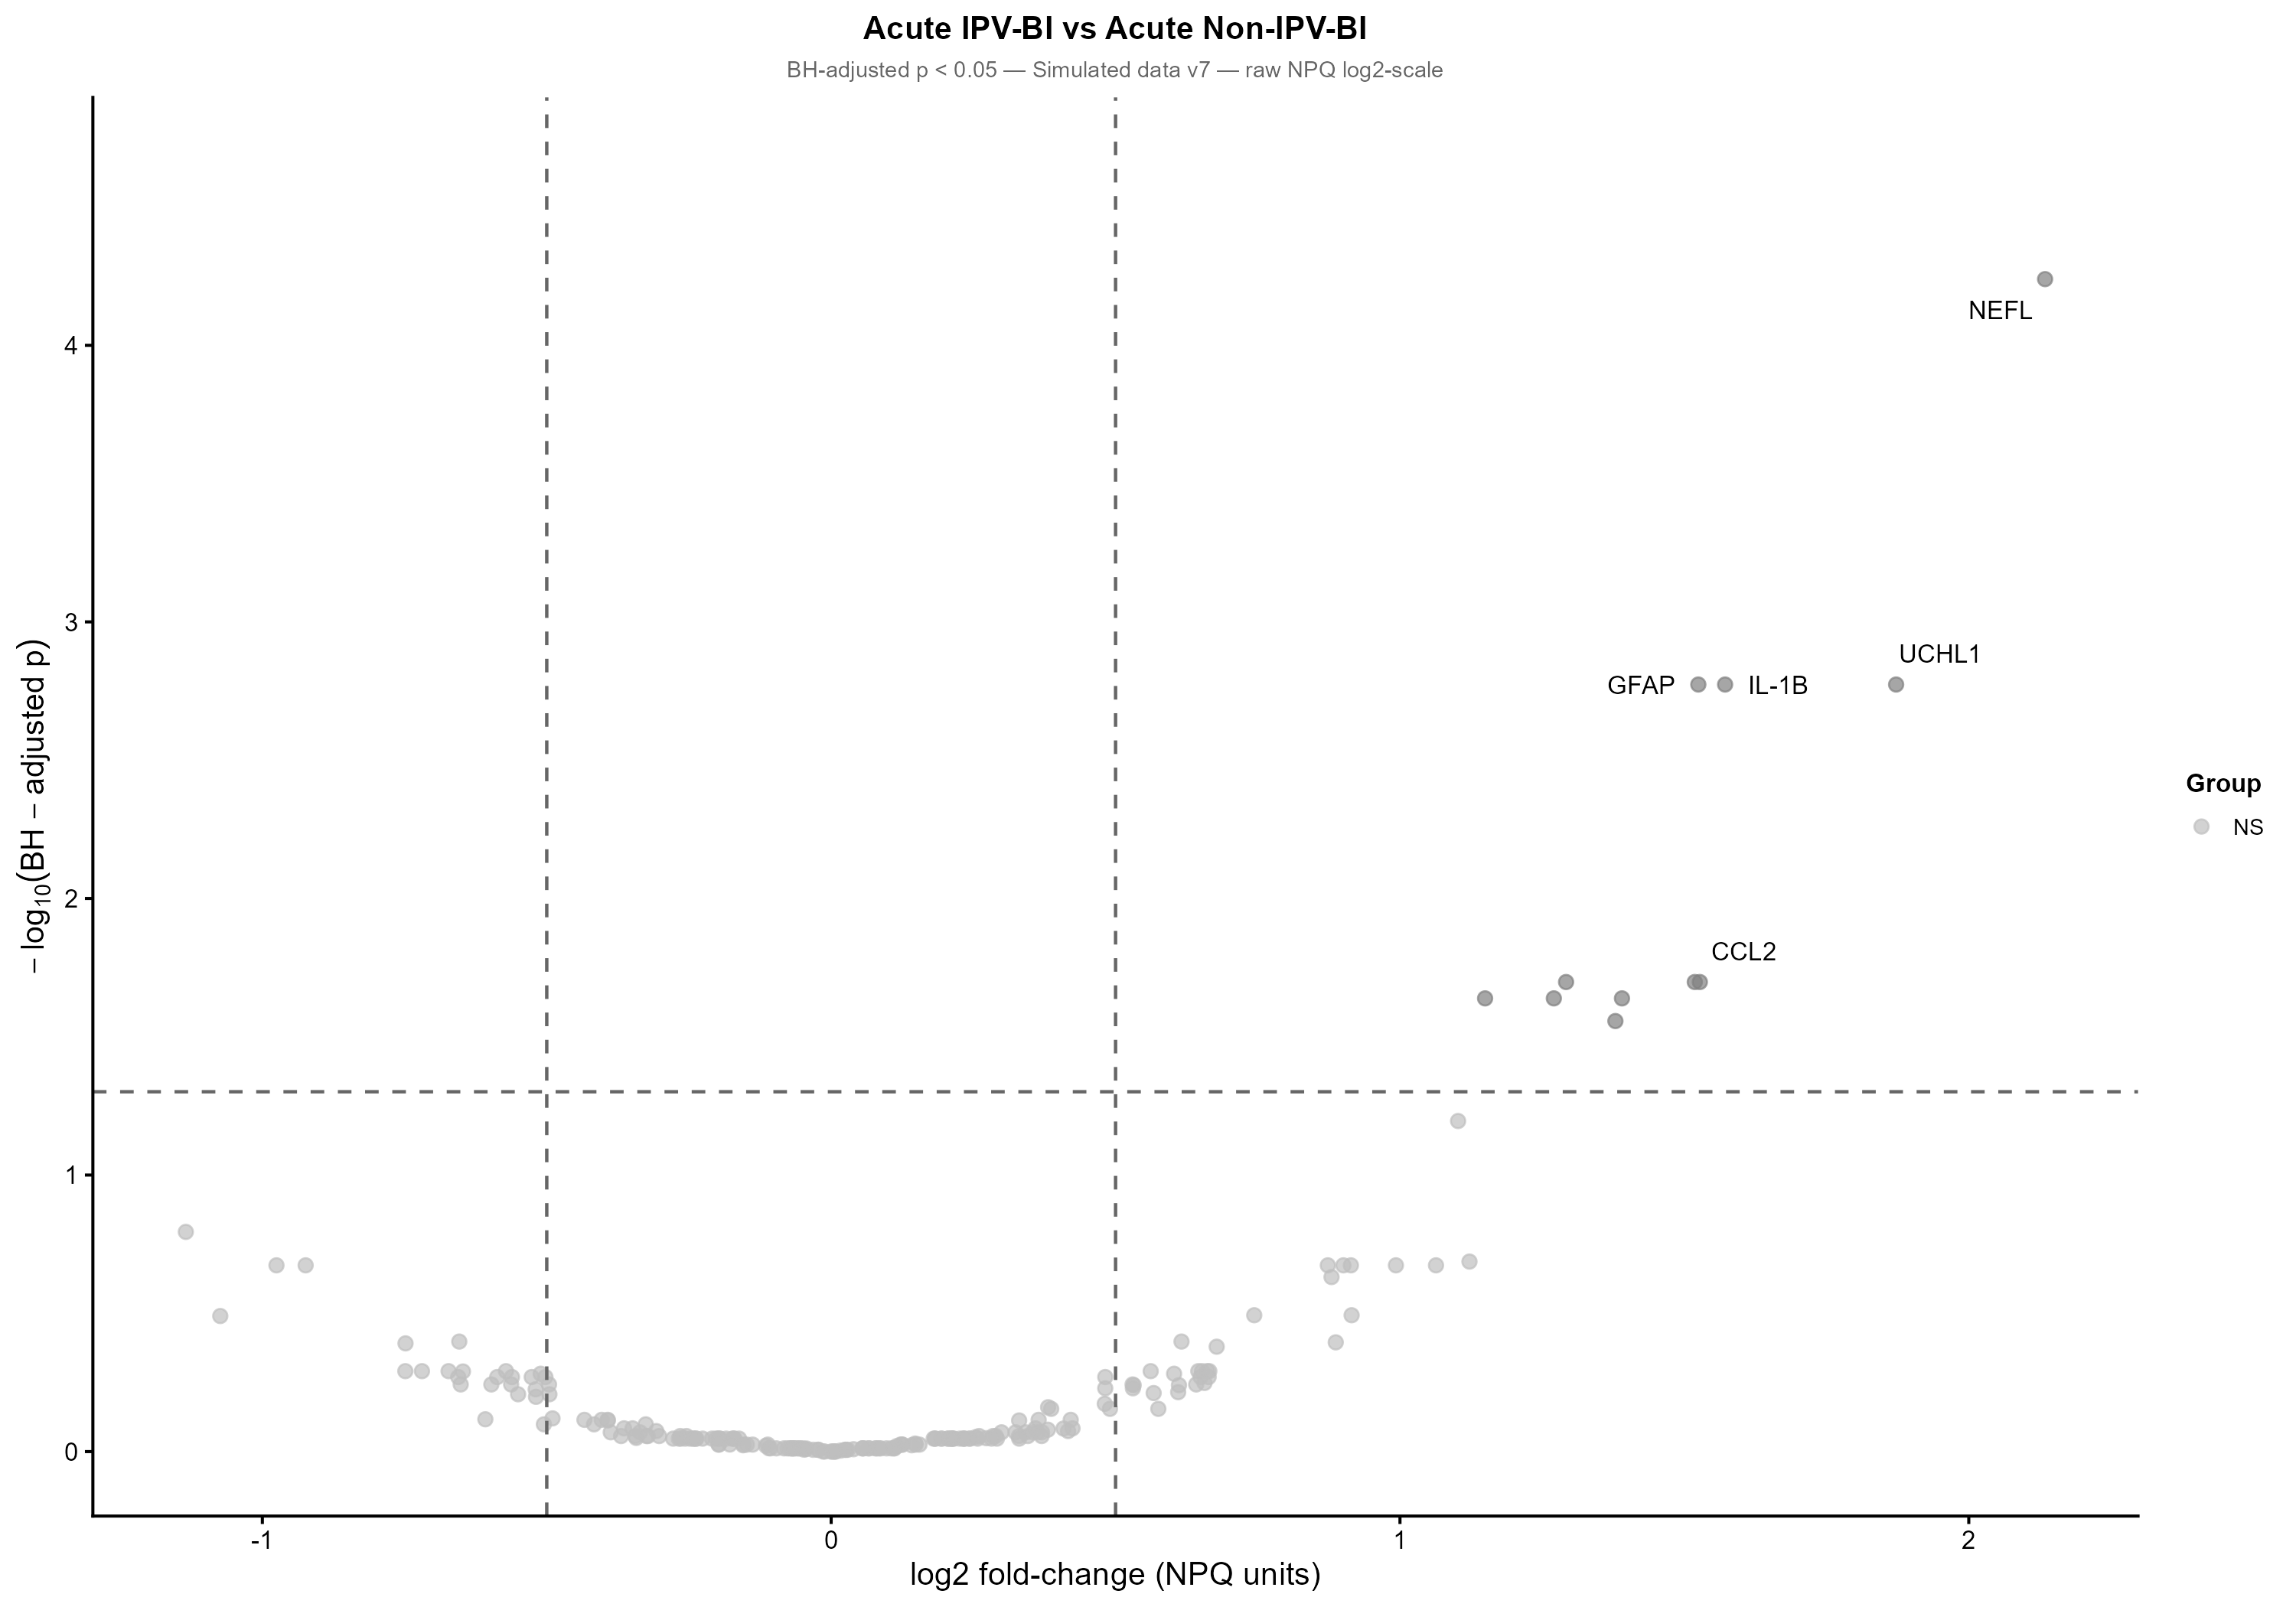 Acute IPV-BI vs Acute Non-IPV-BI
BH-adjusted p < 0.05 — Simulated data v7 — raw NPQ log2-scale
− log10(BH − adjusted p)
4
3
2
1
0
NEFL
UCHL1
GFAP
IL-1B
CCL2
Group
NS
-1
0
1
2
log2 fold-change (NPQ units)